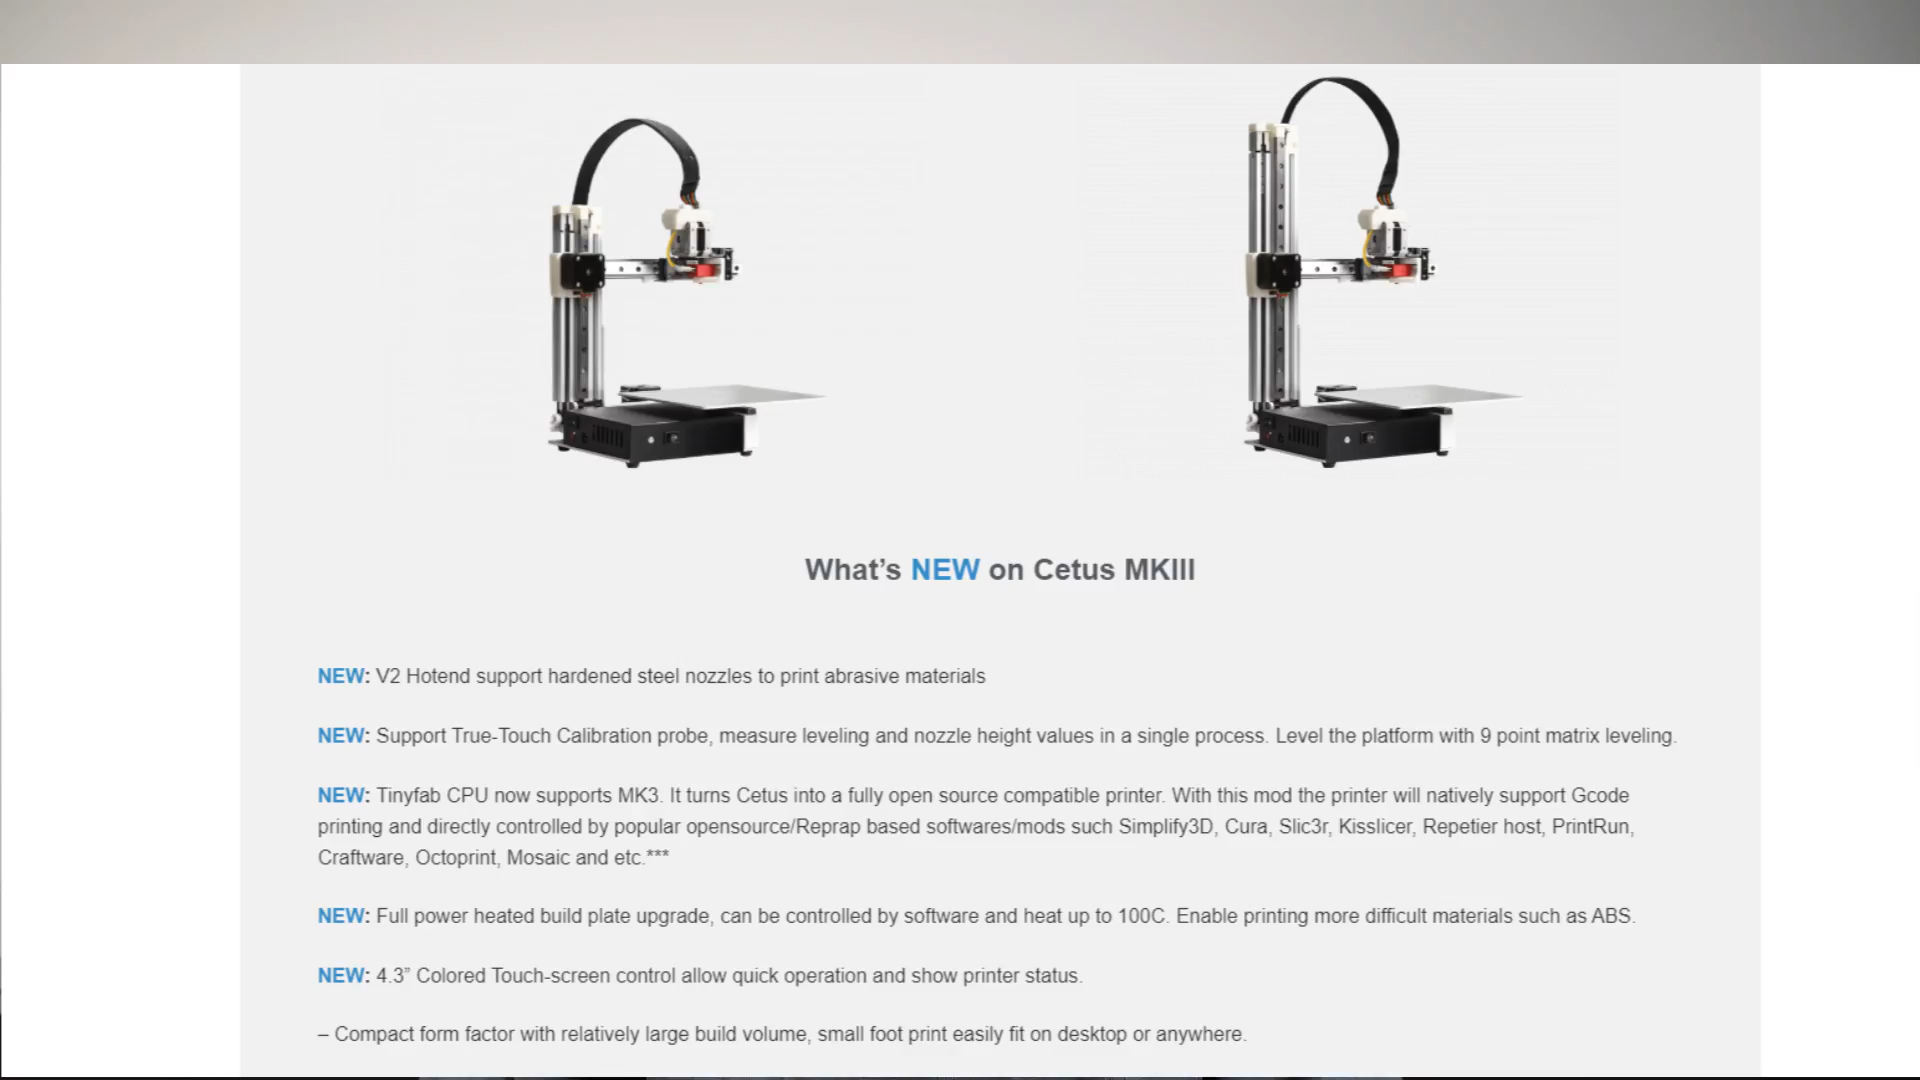 What’s NEW on Cetus MKIII
NEW: V2 Hotend support hardened steel nozzles to print abrasive materials
NEW: Support True-Touch Calibration probe, measure leveling and nozzle height values in a single process. Level the platform with 9 point matrix leveling.
NEW: Tinyfab CPU now supports MK3. It turns Cetus into a fully open source compatible printer. With this mod the printer will natively support Gcode
printing and directly controlled by popular opensource/Reprap based softwares/mods such Simplify3D, Cura, Slic3r, Kisslicer, Repetier host, PrintRun,
Craftware, Octoprint, Mosaic and etc.***
NEW: Full power heated build plate upgrade, can be controlled by software and heat up to 100C. Enable printing more difficult materials such as ABS.
NEW: 4.3” Colored Touch-screen control allow quick operation and show printer status.
– Compact form factor with relatively large build volume, small foot print easily fit on desktop or anywhere.